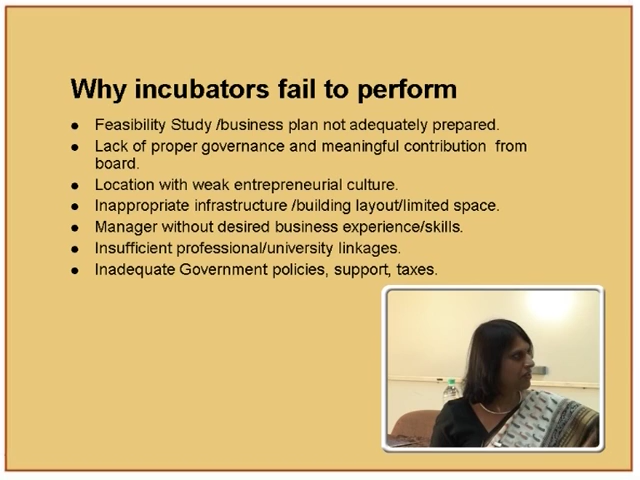 Why incubators fail to perform
● Feasibility Study /business plan not adequately prepared.
● Lack of proper governance and meaningful contribution  from
board.
● Location with weak entrepreneurial culture.
● Inappropriate infrastructure /building layout/limited space.
● Manager without desired business experience/skills.
● Insufficient professional/university linkages.
● Inadequate Government policies, support, taxes.